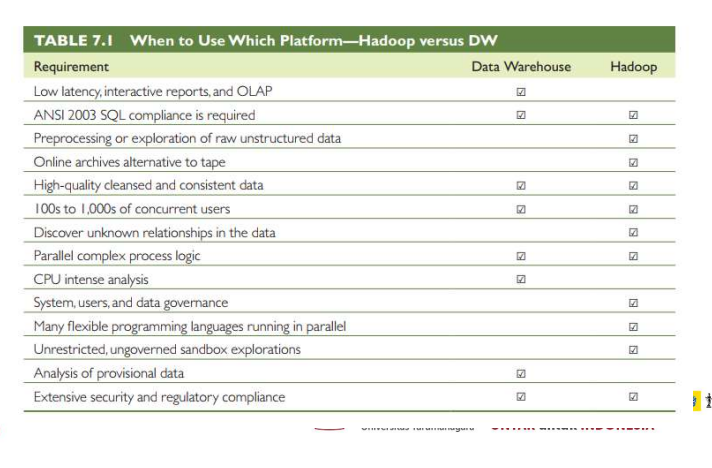 TABLE 7.1 When to Use Which Platform—Hadoop versus DW
Requirement Data Warehouse Hadoop
Low latency, interactive reports, and OLAP ☑
ANSI 2003 SQL compliance is required ☑ ☑
Preprocessing or exploration of raw unstructured data ☑
Online archives alternative to tape ☑
High-quality cleansed and consistent data ☑ ☑
100s to 1,000s of concurrent users ☑ ☑
Discover unknown relationships in the data ☑
Parallel complex process logic ☑ ☑
CPU intense analysis ☑
System, users, and data governance ☑
Many flexible programming languages running in parallel ☑
Unrestricted, ungoverned sandbox explorations ☑
Analysis of provisional data ☑
Extensive security and regulatory compliance ☑ ☑
Universitas Tarumanagara UNTAR untuk INDONESIA